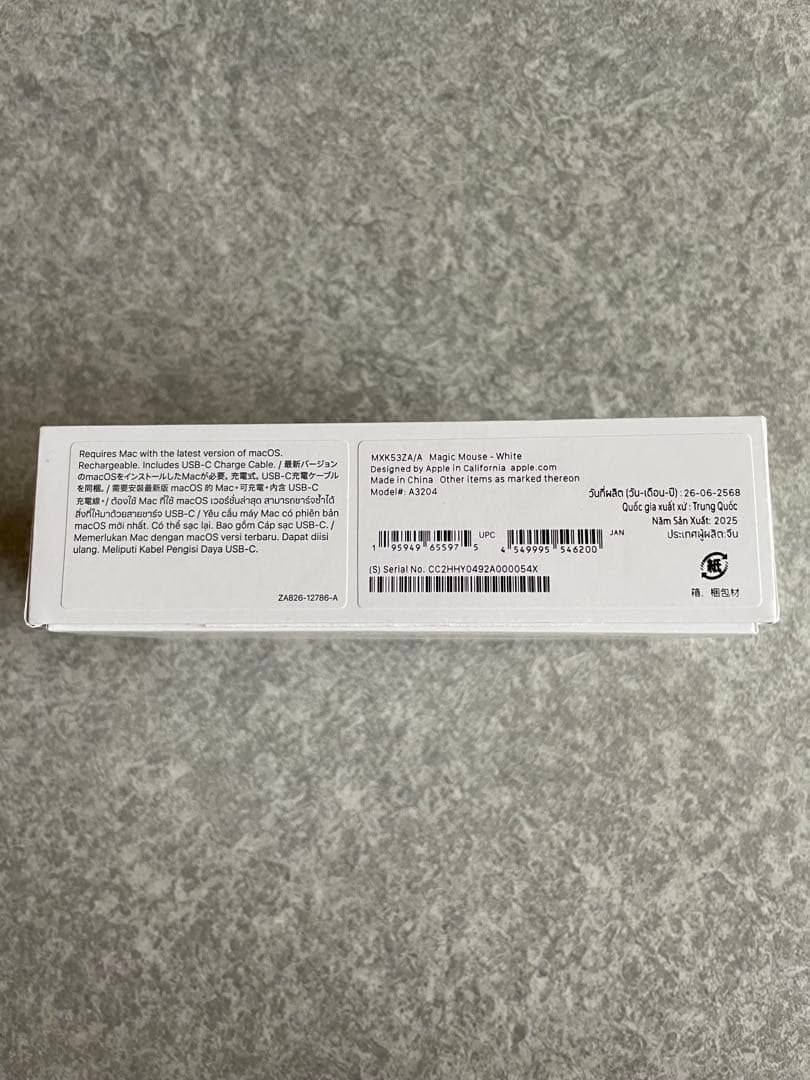 Requires Mac with the latest version of macOS.
Rechargeable. Includes USB-C Charge Cable. / 最新バージョン
のmacOSをインストールしたMacが必要。充電式。USB-C充電ケーブル
を同梱。/ 需要安裝最新版 macOS 的 Mac。可充電。內含 USB-C
充電線。/ ต้องใช้ Mac ที่ใช้ macOS เวอร์ชั่นล่าสุด สามารถชาร์จซ้ำได้
สิ่งที่ให้มาด้วยสายชาร์จ USB-C / Yêu cầu máy Mac có phiên bản
macOS mới nhất. Có thể sạc lại. Bao gồm Cáp sạc USB-C. /
Memerlukan Mac dengan macOS versi terbaru. Dapat diisi
ulang. Meliputi Kabel Pengisi Daya USB-C.
ZA826-12786-A
MXK53ZA/A Magic Mouse - White
Designed by Apple in California apple.com
Made in China Other items as marked thereon
Model#: A3204
วันที่ผลิต (วัน-เดือน-ปี) : 26-06-2568
Quốc gia xuất xứ : Trung Quốc
Năm Sản Xuất: 2025
ประเทศผู้ผลิต:จีน
1 95949 65597 5 UPC
4 549995 546200 JAN
(S) Serial No. CC2HHY0492A000054X
紙
箱、梱包材